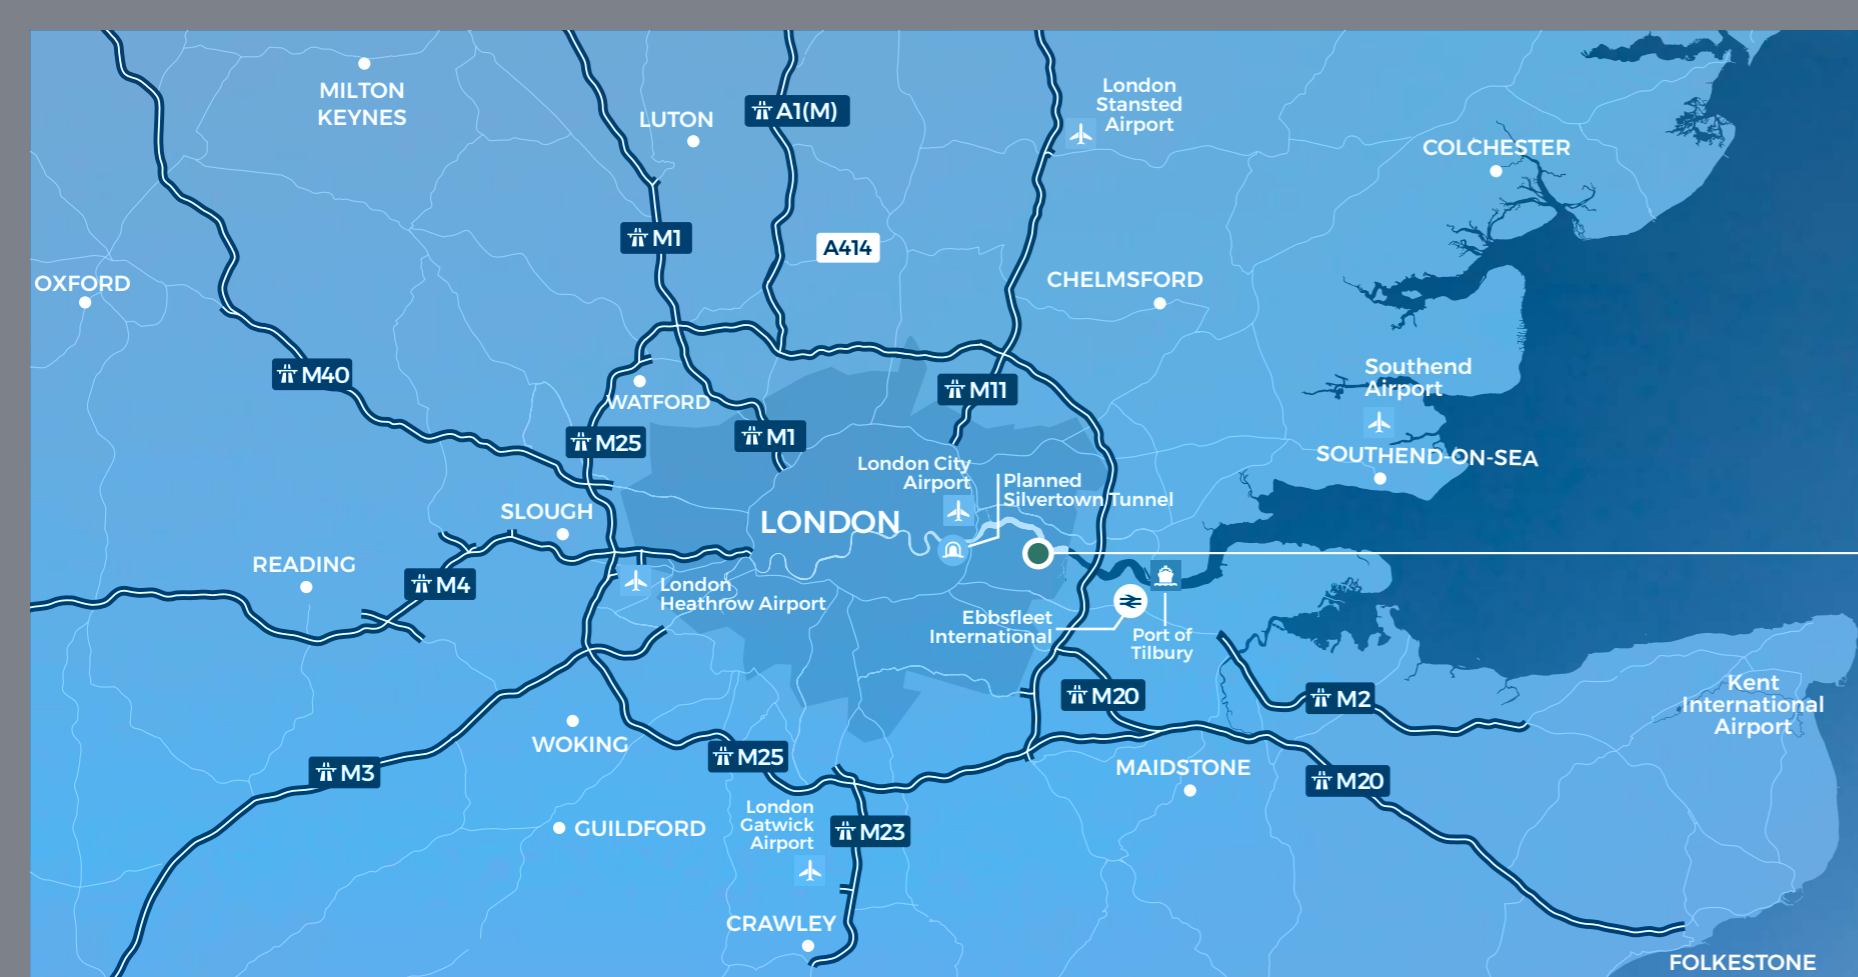 MILTON
KEYNES
LUTON
A1(M)
London
Stansted
Airport
COLCHESTER
M1
A414
OXFORD
CHELMSFORD
M40
WATFORD
M11
Southend
Airport
M25
M1
London City
Airport
Planned
Silvertown Tunnel
SOUTHEND-ON-SEA
SLOUGH
LONDON
READING
M4
London
Heathrow Airport
Ebbsfleet
International
Port of
Tilbury
M20
M2
Kent
International
Airport
WOKING
M25
M3
MAIDSTONE
M20
London
Gatwick
Airport
GUILDFORD
M23
CRAWLEY
FOLKESTONE